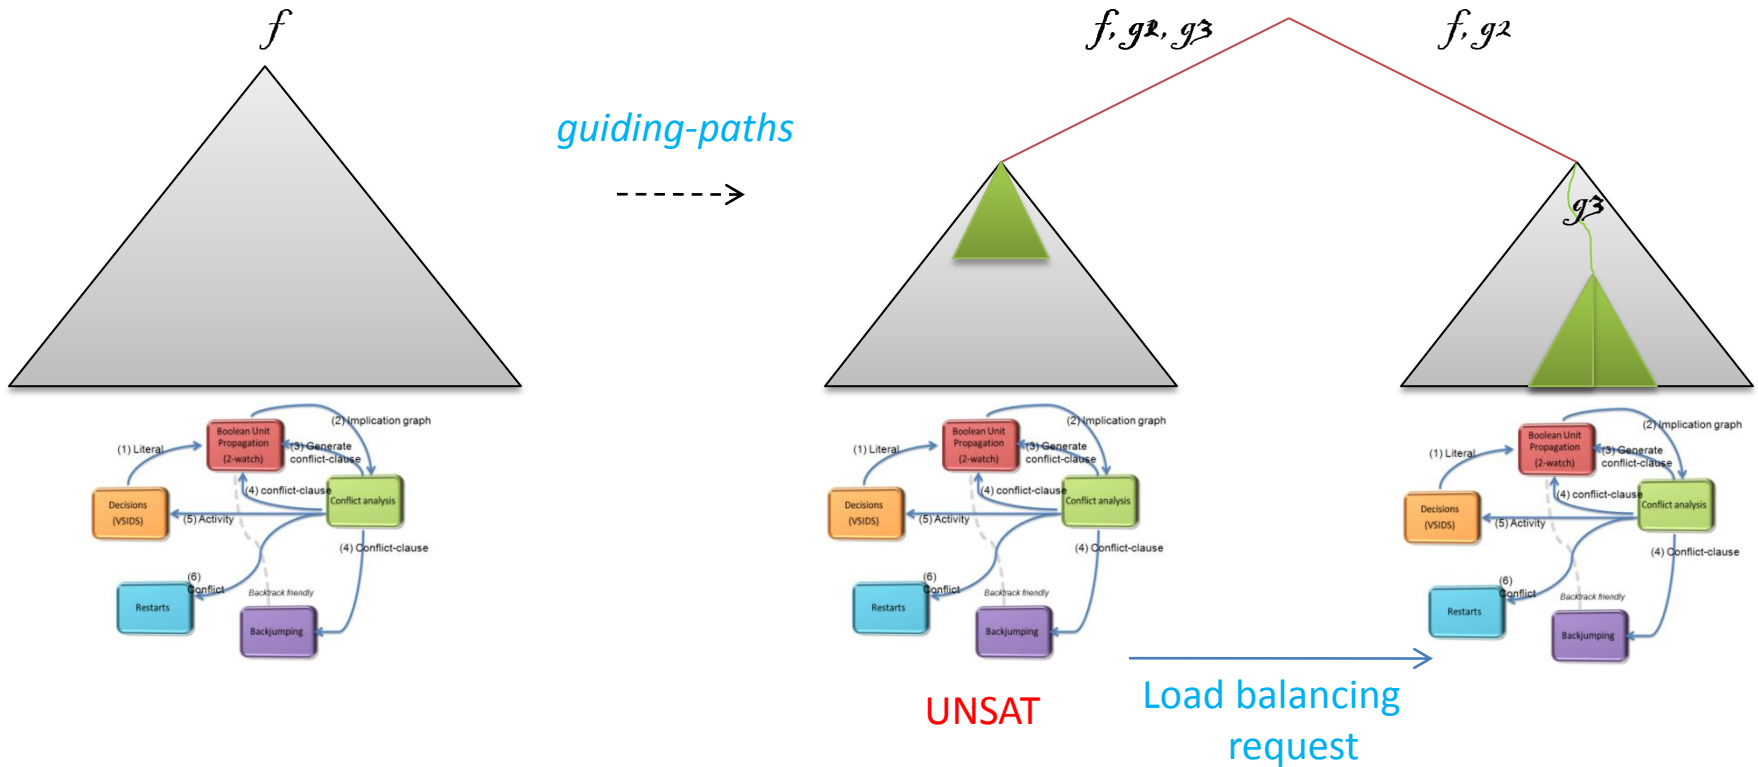 f
f, g2, g3
f, g2
guiding-paths
g3
(2) Implication graph
Boolean Unit
Propagation
(2-watch)
(1) Literal
(3) Generate
conflict-clause
(4) conflict-clause
Conflict analysis
Decisions
(VSIDS)
(5) Activity
(4) Conflict-clause
(6)
Conflict
Restarts
Backtrack friendly
Backjumping
(2) Implication graph
Boolean Unit
Propagation
(2-watch)
(1) Literal
(3) Generate
conflict-clause
(4) conflict-clause
Conflict analysis
Decisions
(VSIDS)
(5) Activity
(4) Conflict-clause
(6)
Conflict
Restarts
Backtrack friendly
Backjumping
(2) Implication graph
Boolean Unit
Propagation
(2-watch)
(1) Literal
(3) Generate
conflict-clause
(4) conflict-clause
Conflict analysis
Decisions
(VSIDS)
(5) Activity
(4) Conflict-clause
(6)
Conflict
Restarts
Backtrack friendly
Backjumping
UNSAT
Load balancing
request